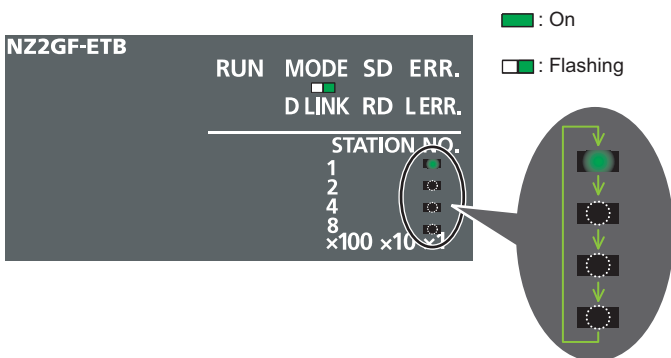 : On
: Flashing
NZ2GF-ETB
RUN MODE SD ERR.
D LINK RD L ERR.
STATION NO.
1
2
4
8
×100 ×10 ×1